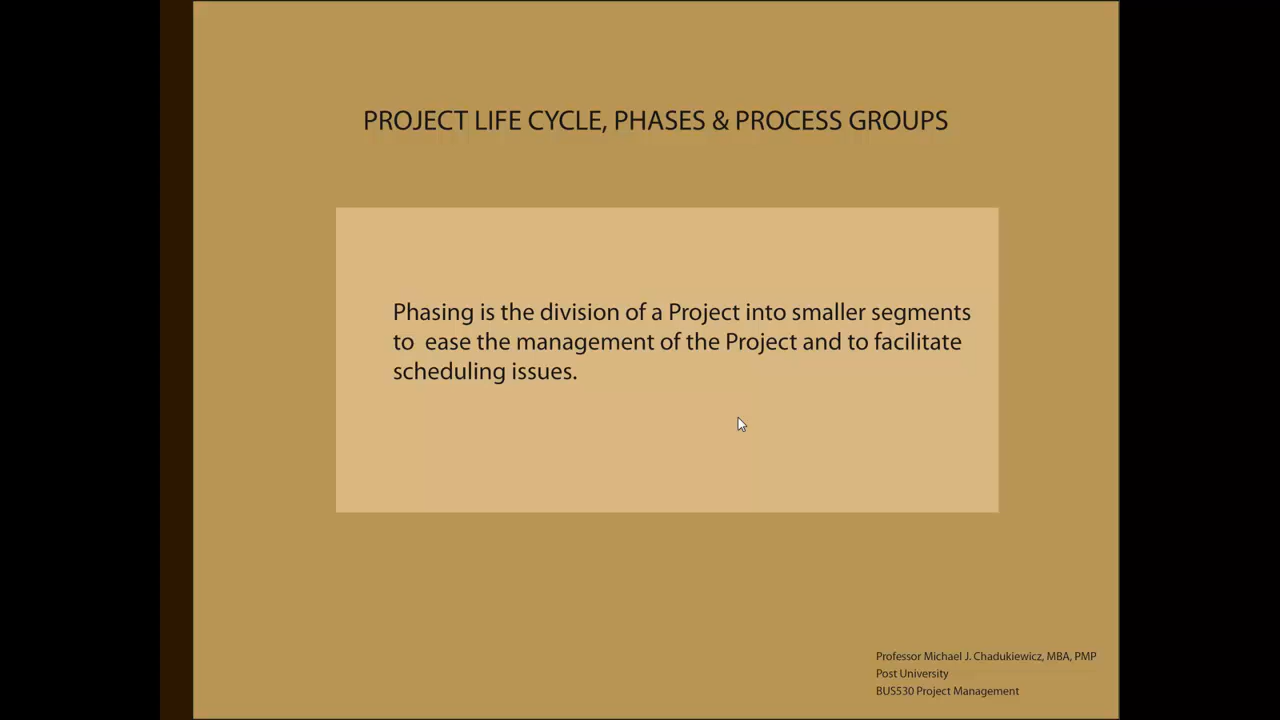 PROJECT LIFE CYCLE, PHASES & PROCESS GROUPS
Phasing is the division of a Project into smaller segments
to  ease the management of the Project and to facilitate
scheduling issues.
Professor Michael J. Chadukiewicz, MBA, PMP
Post University
BUS530 Project Management